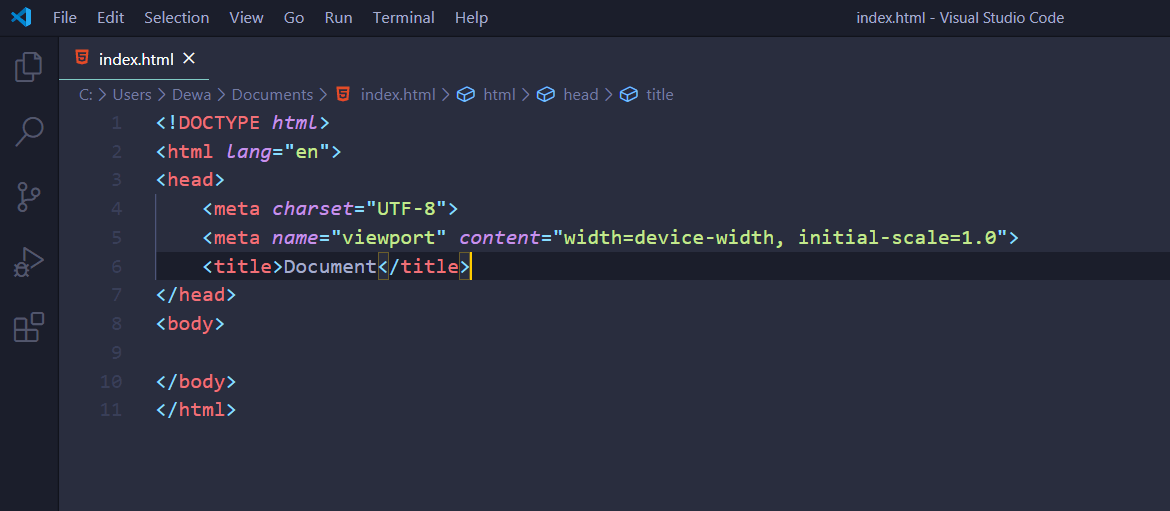 File Edit Selection View Go Run Terminal Help index.html - Visual Studio Code
index.html
C: > Users > Dewa > Documents > index.html > html > head > title
1 <!DOCTYPE html>
2 <html lang="en">
3 <head>
4 <meta charset="UTF-8">
5 <meta name="viewport" content="width=device-width, initial-scale=1.0">
6 <title>Document</title>
7 </head>
8 <body>
9
10 </body>
11 </html>